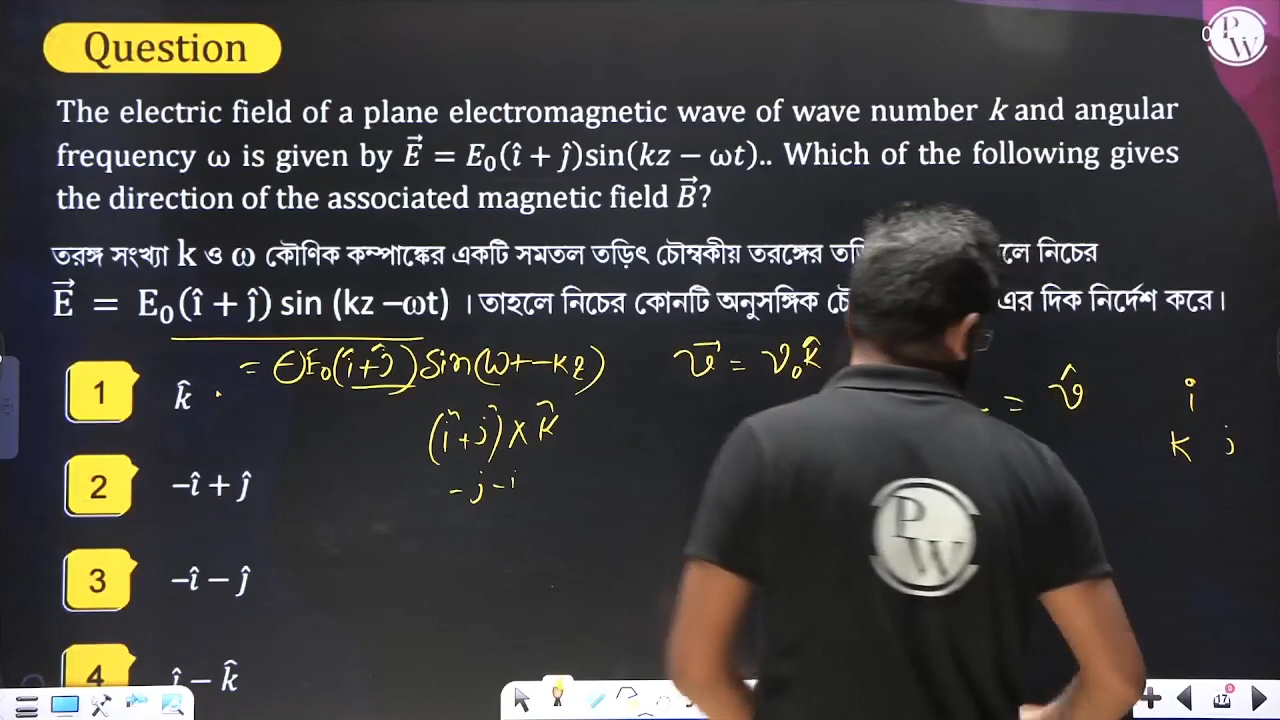 Question
The electric field of a plane electromagnetic wave of wave number k and angular
frequency ω is given by E⃗ = E₀(î + ĵ)sin(kz − ωt).. Which of the following gives
the direction of the associated magnetic field B⃗?
তরঙ্গ সংখ্যা k ও ω কৌণিক কম্পাঙ্কের একটি সমতল তড়িৎ চৌম্বকীয় তরঙ্গের লে নিচের
E⃗ = E₀(î + ĵ) sin (kz −ωt) । তাহলে নিচের কোনটি অনুসঙ্গিক এর দিক নির্দেশ করে।
= ⊖E₀(î+ĵ) Sin(ωt−kz)
v⃗ = v₀k̂
= v̂
i
k j
(î+ĵ)×k̂
-j-i
1 k̂
2 −î + ĵ
3 −î − ĵ
4 î − k̂
PW
PW
17